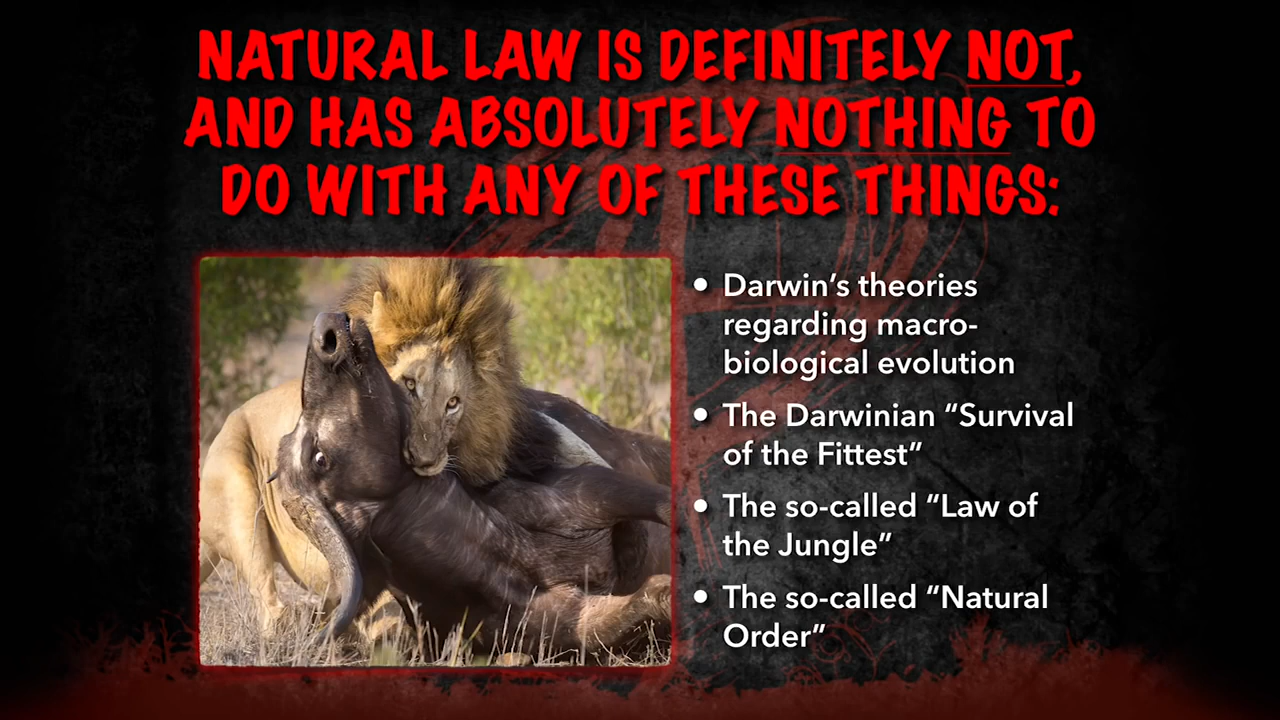 NATURAL LAW IS DEFINITELY NOT,
AND HAS ABSOLUTELY NOTHING TO
DO WITH ANY OF THESE THINGS:
• Darwin’s theories
regarding macro-
biological evolution
• The Darwinian “Survival
of the Fittest”
• The so-called “Law of
the Jungle”
• The so-called “Natural
Order”